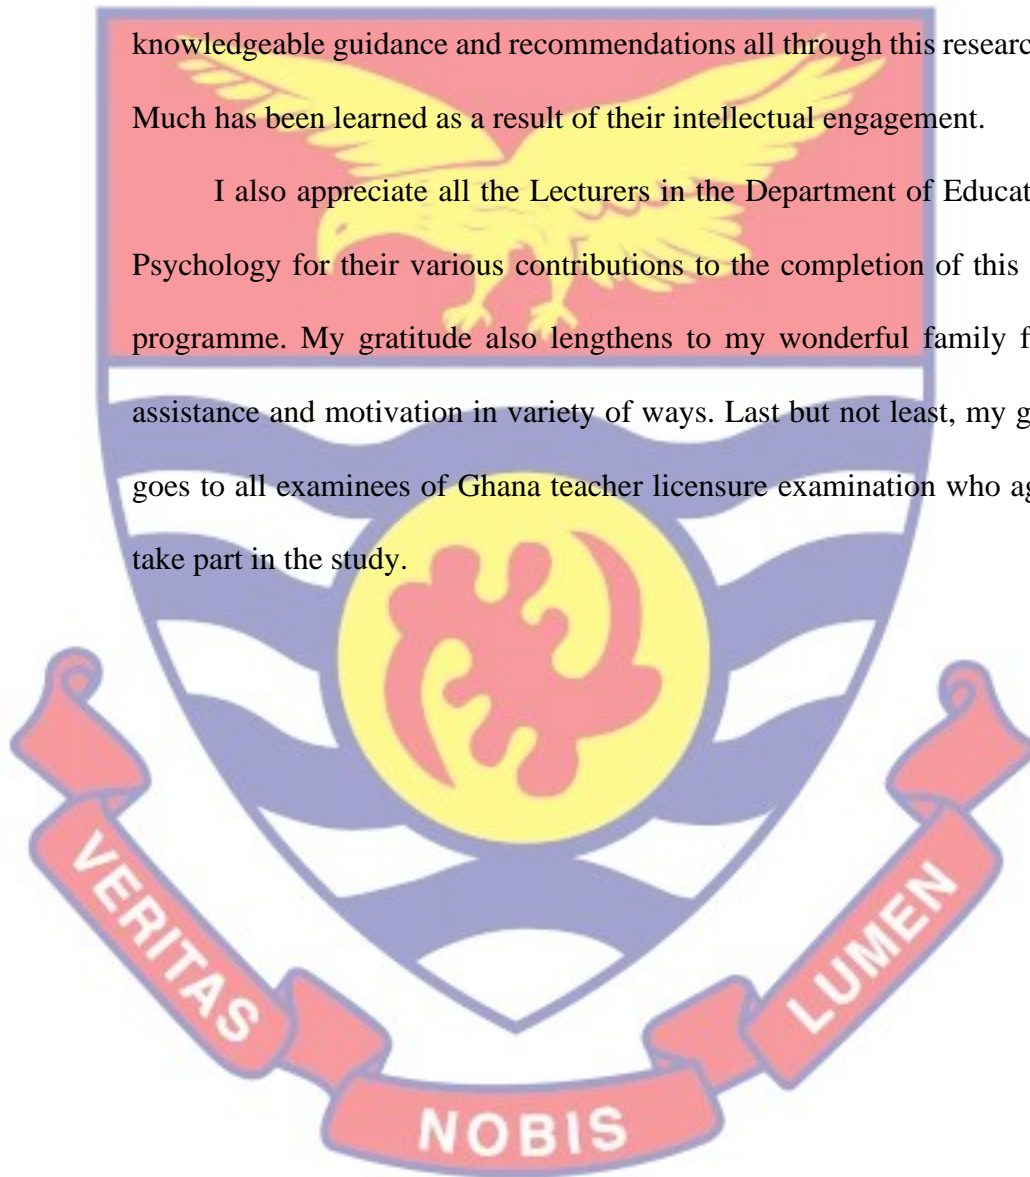 knowledgeable guidance and recommendations all through this researc
Much has been learned as a result of their intellectual engagement.
I also appreciate all the Lecturers in the Department of Educat
Psychology for their various contributions to the completion of this
programme. My gratitude also lengthens to my wonderful family f
assistance and motivation in variety of ways. Last but not least, my g
goes to all examinees of Ghana teacher licensure examination who ag
take part in the study.
VERITAS
NOBIS
LUMEN